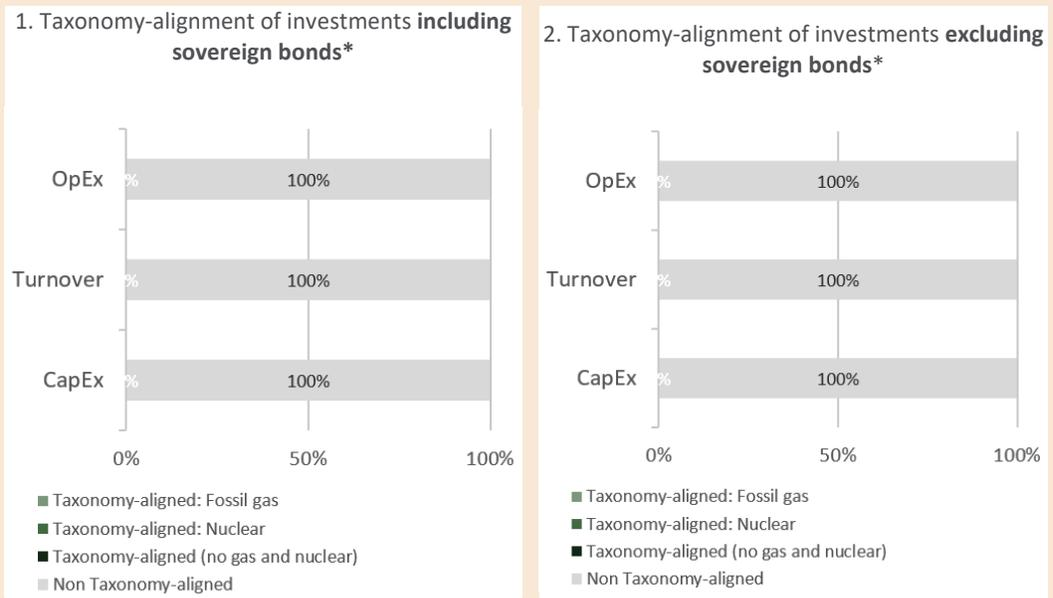 1. Taxonomy-alignment of investments including
sovereign bonds*
OpEx
%
100%
Turnover
%
100%
CapEx
%
100%
0%
50%
100%
Taxonomy-aligned: Fossil gas
Taxonomy-aligned: Nuclear
Taxonomy-aligned (no gas and nuclear)
Non Taxonomy-aligned
2. Taxonomy-alignment of investments excluding
sovereign bonds*
OpEx
%
100%
Turnover
%
100%
CapEx
%
100%
0%
50%
100%
Taxonomy-aligned: Fossil gas
Taxonomy-aligned: Nuclear
Taxonomy-aligned (no gas and nuclear)
Non Taxonomy-aligned